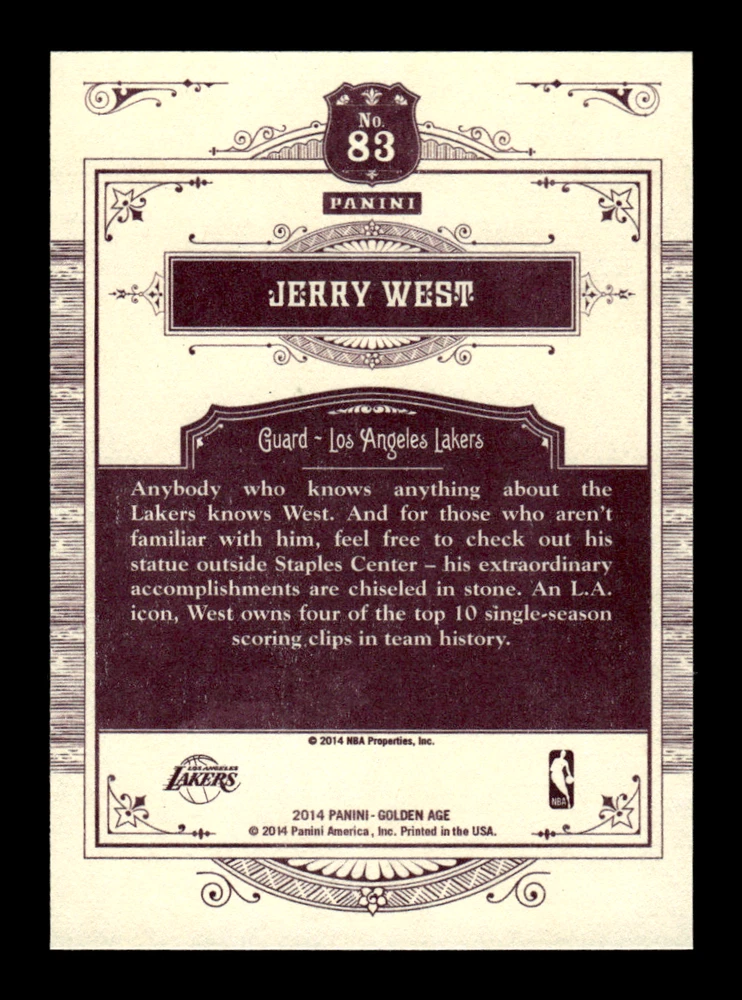 No.
83
PANINI
JERRY WEST
Guard ~ Los Angeles Lakers
Anybody who knows anything about the
Lakers knows West. And for those who aren't
familiar with him, feel free to check out his
statue outside Staples Center – his extraordinary
accomplishments are chiseled in stone. An L.A.
icon, West owns four of the top 10 single-season
scoring clips in team history.
© 2014 NBA Properties, Inc.
LOS ANGELES
LAKERS
NBA
2014 PANINI - GOLDEN AGE
© 2014 Panini America, Inc. Printed in the USA.